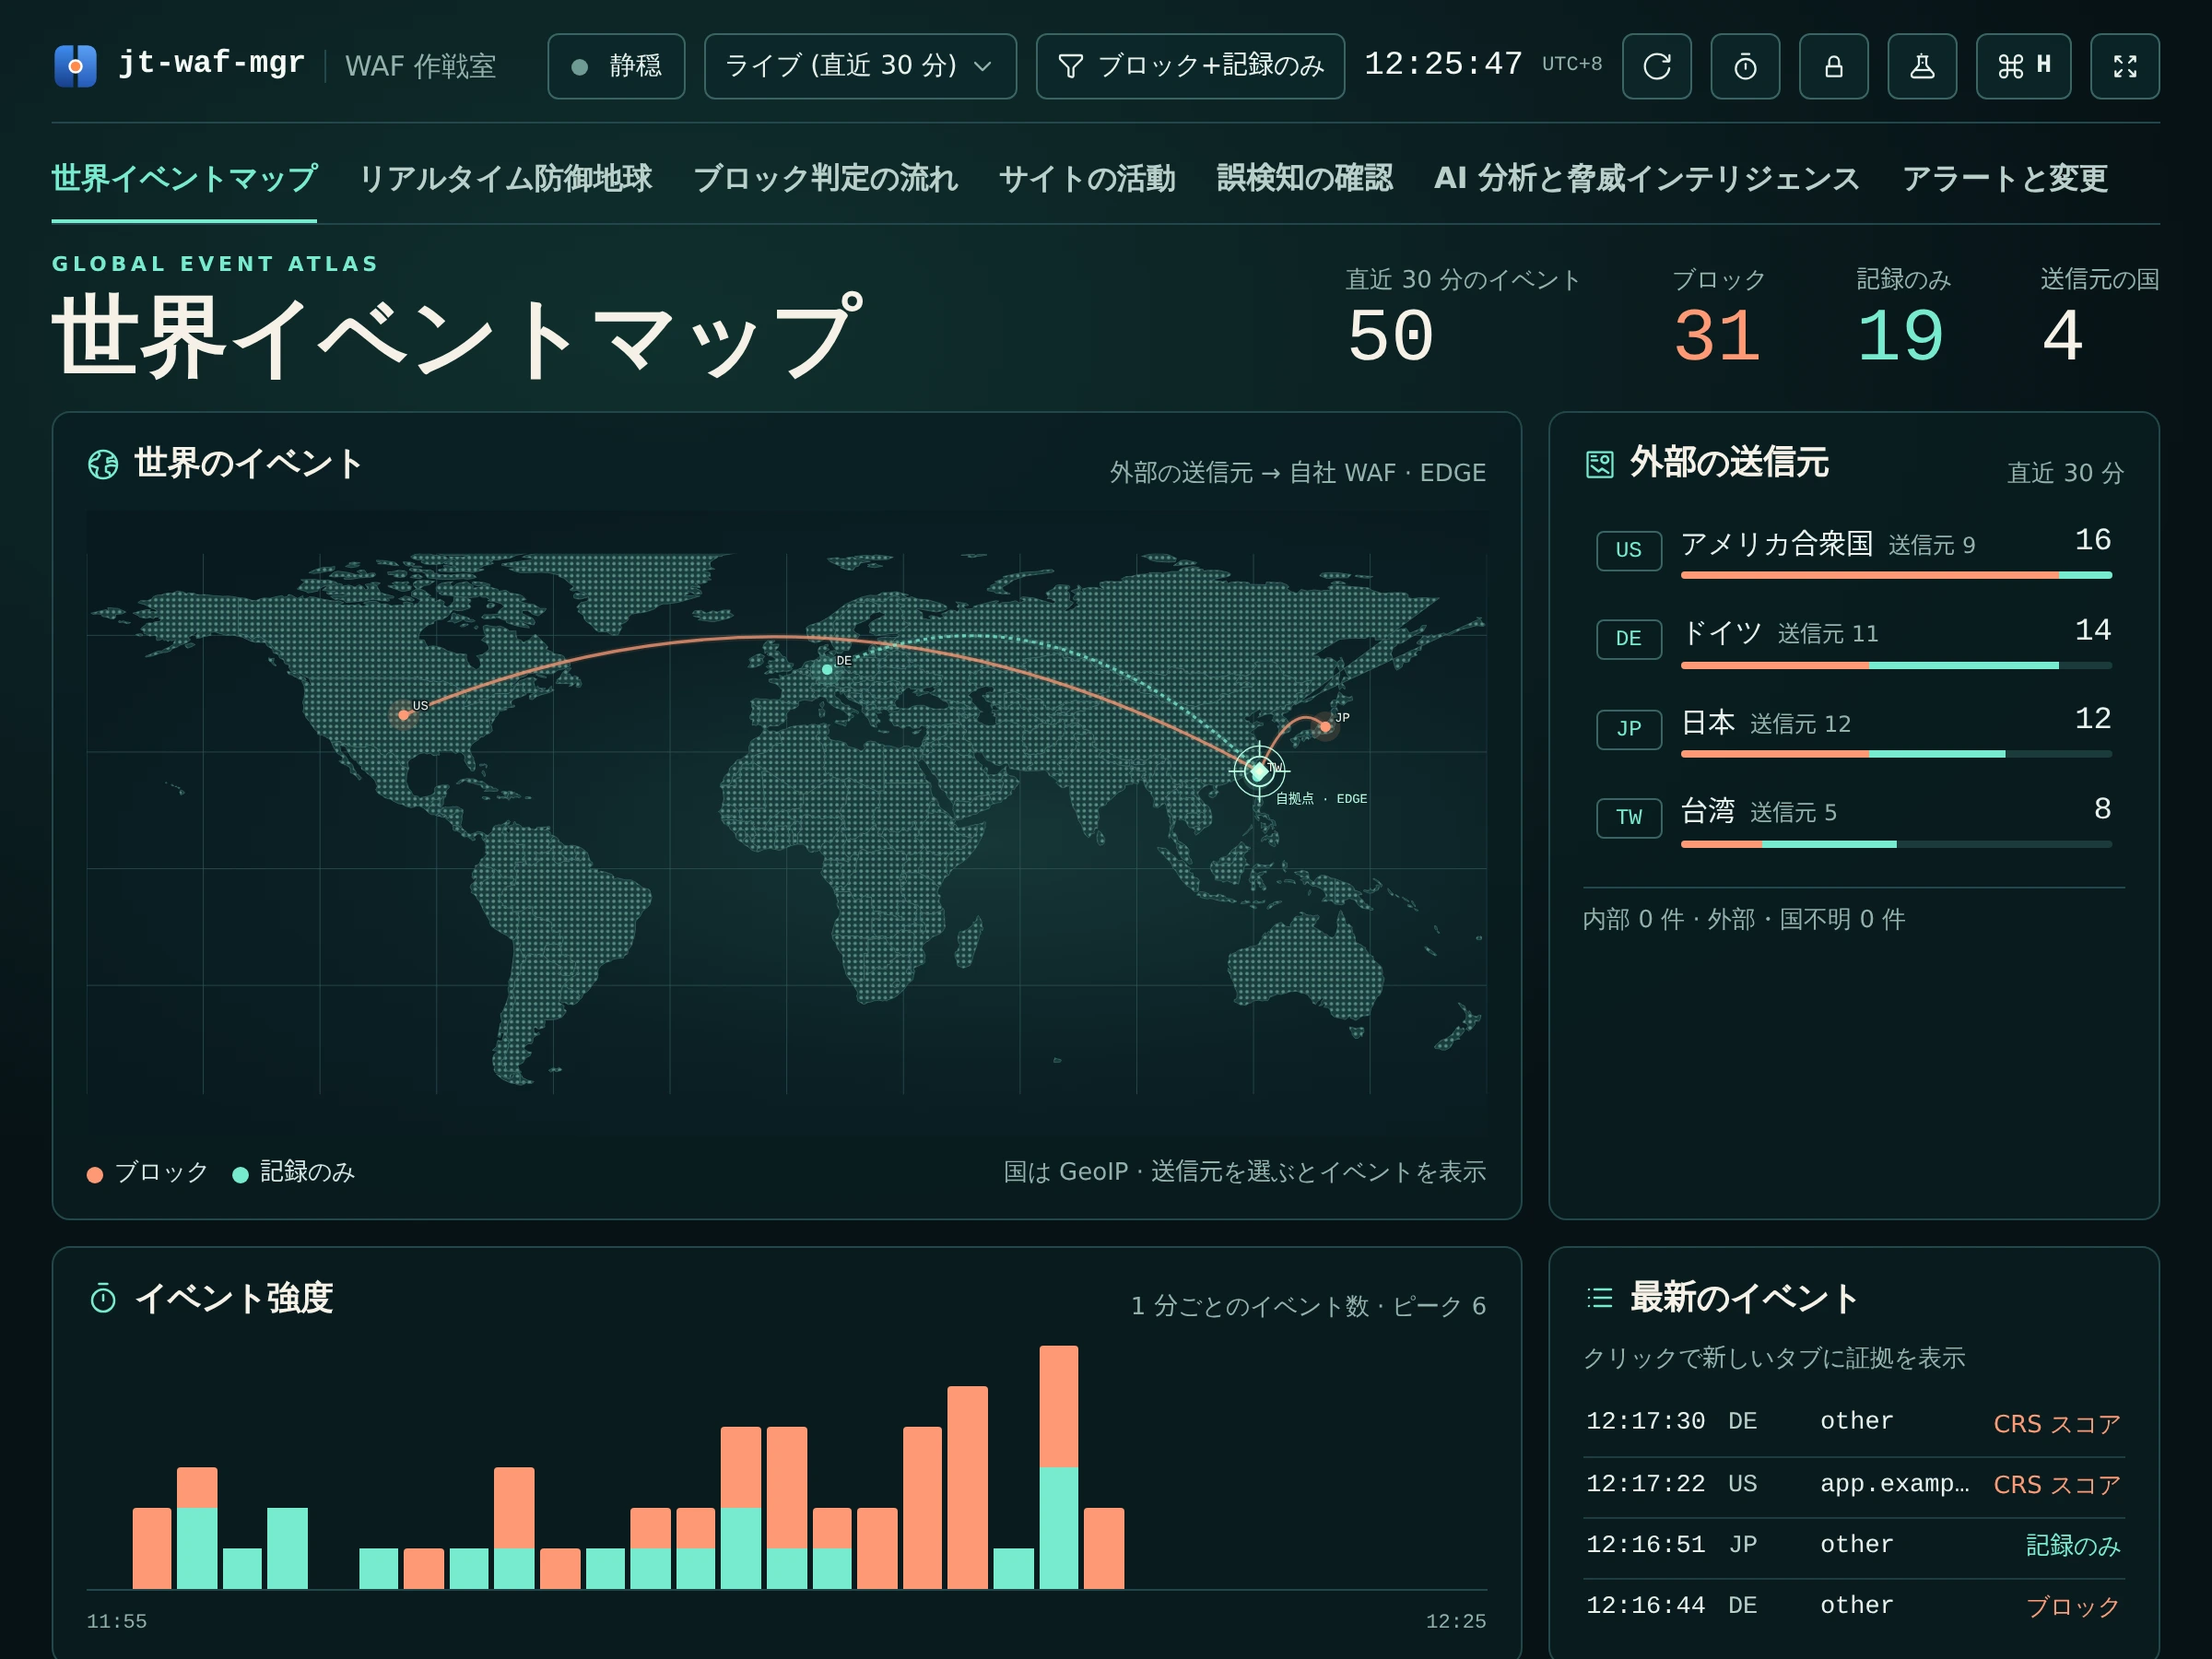 jt-waf-mgr WAF 作戦室 静穏 ライブ (直近 30 分) ブロック+記録のみ 12:25:47 UTC+8 ⌘ H
世界イベントマップ リアルタイム防御地球 ブロック判定の流れ サイトの活動 誤検知の確認 AI 分析と脅威インテリジェンス アラートと変更
GLOBAL EVENT ATLAS
世界イベントマップ
直近 30 分のイベント ブロック 記録のみ 送信元の国
50 31 19 4
世界のイベント 外部の送信元 → 自社 WAF · EDGE
DE
US
JP
TW
自拠点 · EDGE
ブロック 記録のみ 国は GeoIP · 送信元を選ぶとイベントを表示
外部の送信元 直近 30 分
US アメリカ合衆国 送信元 9 16
DE ドイツ 送信元 11 14
JP 日本 送信元 12 12
TW 台湾 送信元 5 8
内部 0 件 · 外部・国不明 0 件
イベント強度 1 分ごとのイベント数 · ピーク 6
11:55 12:25
最新のイベント
クリックで新しいタブに証拠を表示
12:17:30 DE other CRS スコア
12:17:22 US app.examp… CRS スコア
12:16:51 JP other 記録のみ
12:16:44 DE other ブロック